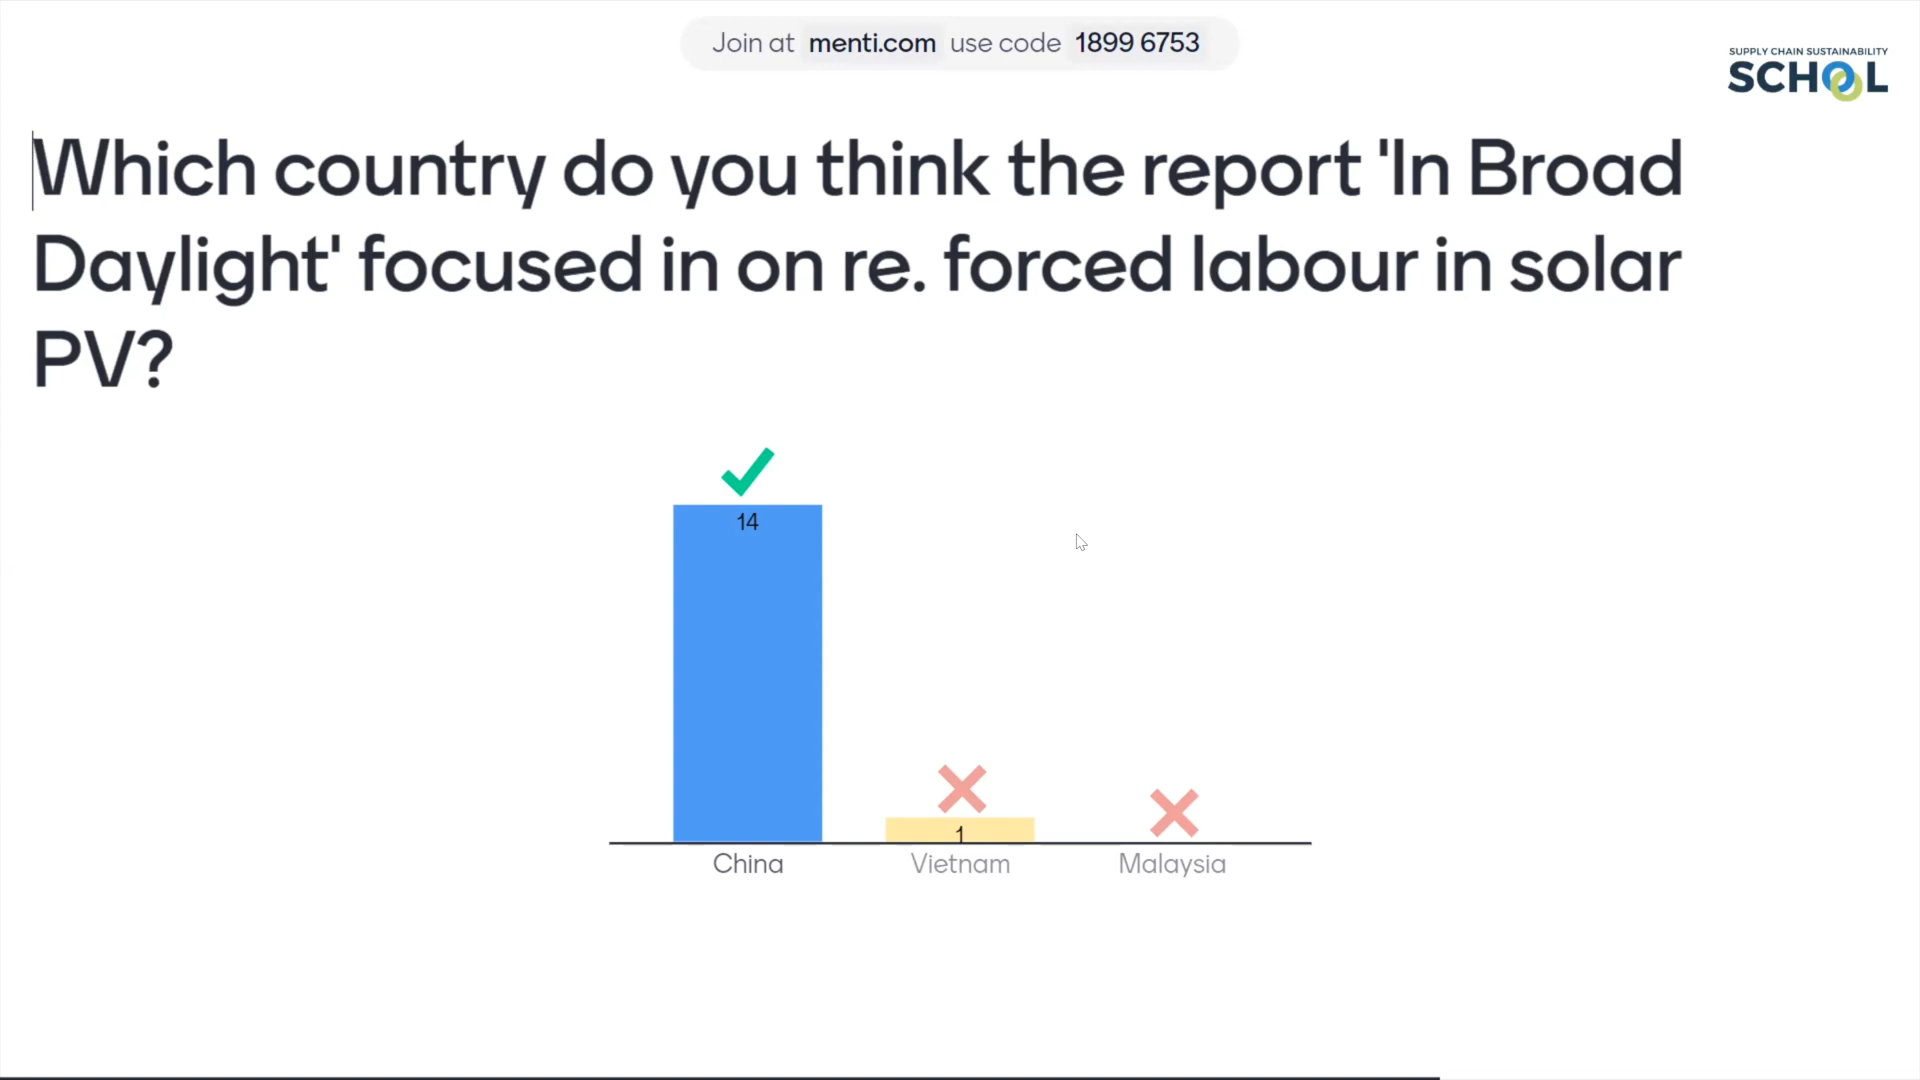 Join at menti.com use code 1899 6753
SUPPLY CHAIN SUSTAINABILITY
SCHOOL
Which country do you think the report 'In Broad
Daylight' focused in on re. forced labour in solar
PV?
14
1
China Vietnam Malaysia